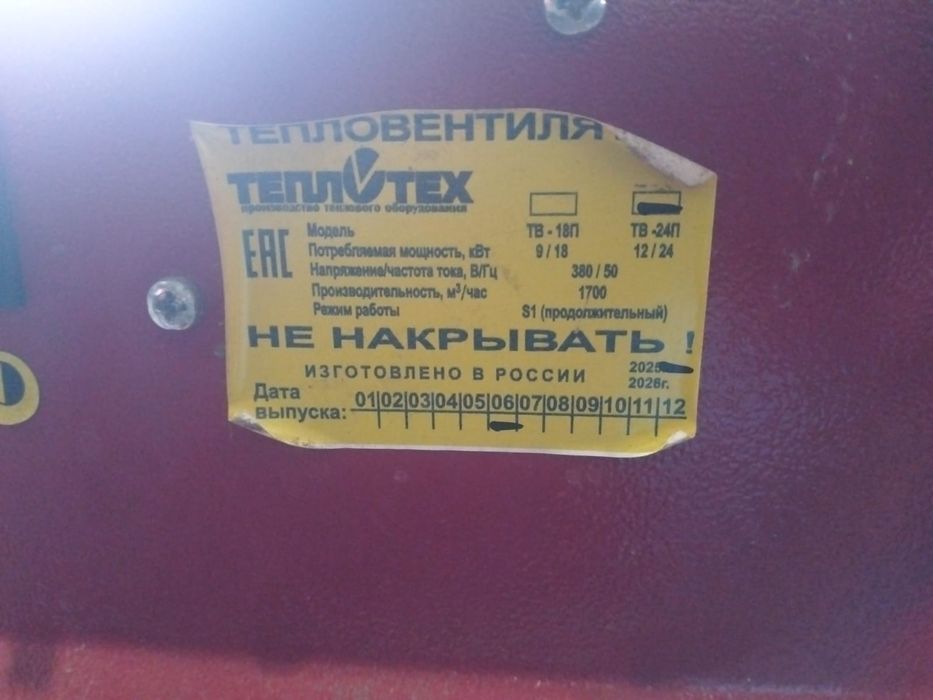 ТЕПЛОВЕНТИЛЯ
ТЕПЛОТЕХ
производство теплового оборудования
ЕАС
Модель ТВ - 18П ТВ -24П
Потребляемая мощность, кВт 9 / 18 12 / 24
Напряжение/частота тока, В/Гц 380 / 50
Производительность, м³/час 1700
Режим работы S1 (продолжительный)
НЕ НАКРЫВАТЬ !
ИЗГОТОВЛЕНО В РОССИИ
2025
2026г.
Дата выпуска: 01 02 03 04 05 06 07 08 09 10 11 12